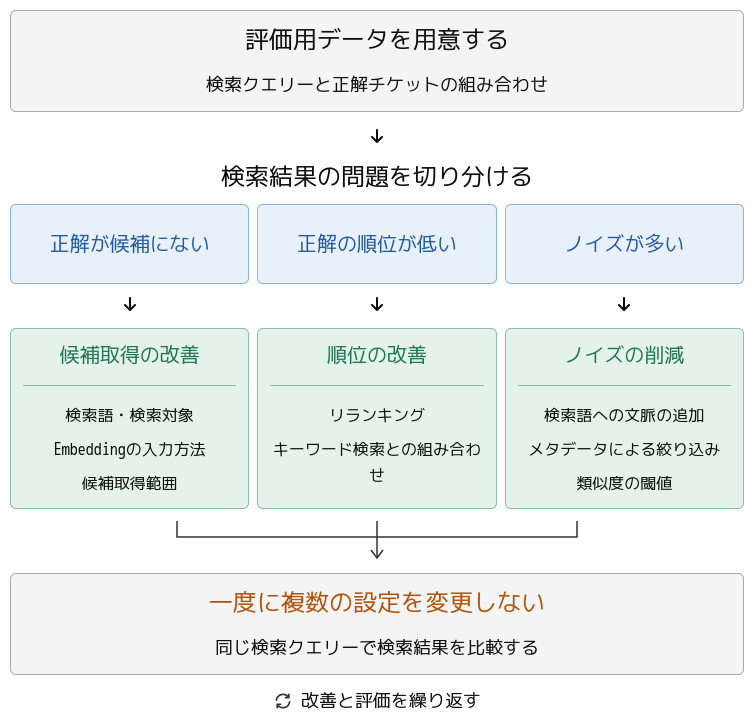 評価用データを用意する
検索クエリーと正解チケットの組み合わせ
検索結果の問題を切り分ける
正解が候補にない
正解の順位が低い
ノイズが多い
候補取得の改善
検索語・検索対象
Embeddingの入力方法
候補取得範囲
順位の改善
リランキング
キーワード検索との組み合わ
せ
ノイズの削減
検索語への文脈の追加
メタデータによる絞り込み
類似度の閾値
一度に複数の設定を変更しない
同じ検索クエリーで検索結果を比較する
改善と評価を繰り返す